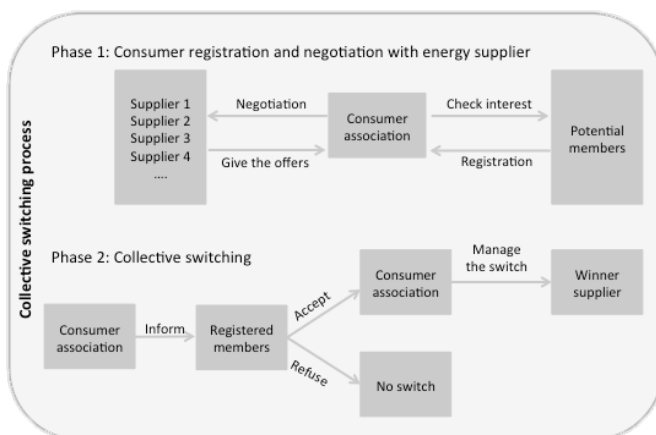 Collective switching process
Phase 1: Consumer registration and negotiation with energy supplier
Supplier 1
Supplier 2
Supplier 3
Supplier 4
....
Negotiation
Give the offers
Consumer
association
Check interest
Registration
Potential
members
Phase 2: Collective switching
Consumer
association
Inform
Registered
members
Accept
Refuse
Consumer
association
Manage
the switch
Winner
supplier
No switch